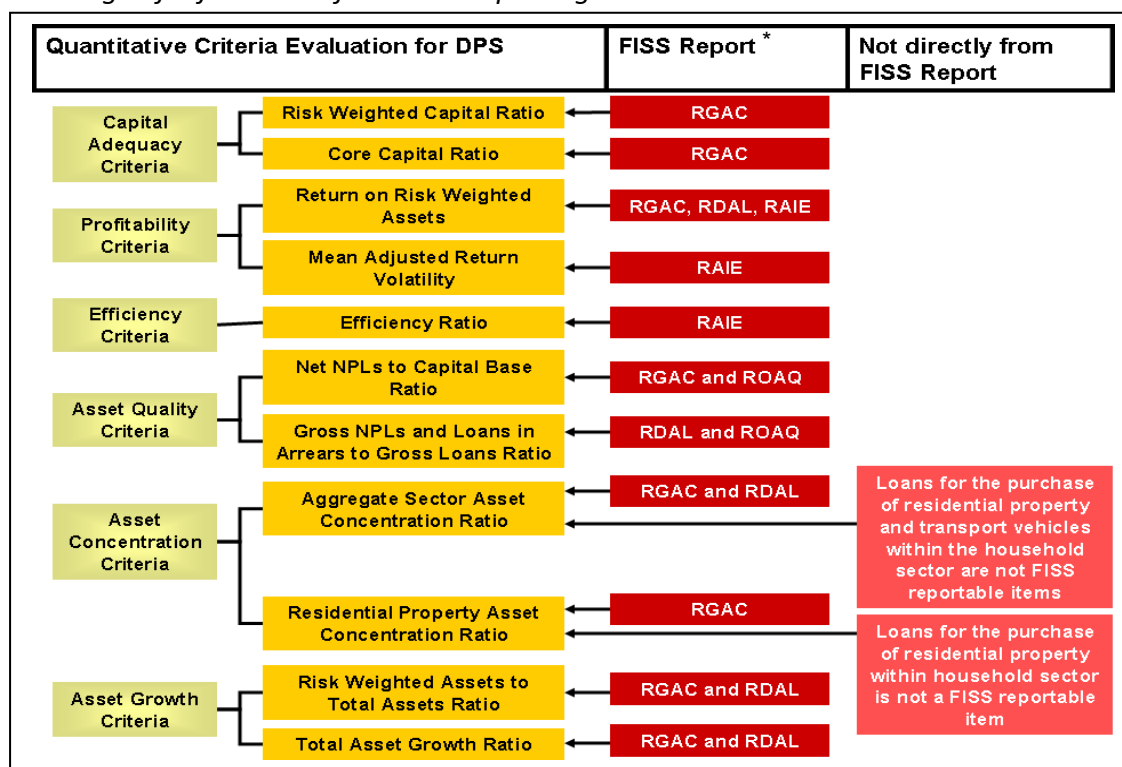 Quantitative Criteria Evaluation for DPS
FISS Report *
Not directly from
FISS Report
Capital
Adequacy
Criteria
Risk Weighted Capital Ratio
RGAC
Core Capital Ratio
RGAC
Profitability
Criteria
Return on Risk Weighted
Assets
RGAC, RDAL, RAIE
Mean Adjusted Return
Volatility
RAIE
Efficiency
Criteria
Efficiency Ratio
RAIE
Asset Quality
Criteria
Net NPLs to Capital Base
Ratio
RGAC and ROAQ
Gross NPLs and Loans in
Arrears to Gross Loans Ratio
RDAL and ROAQ
Asset
Concentration
Criteria
Aggregate Sector Asset
Concentration Ratio
RGAC and RDAL
Loans for the purchase
of residential property
and transport vehicles
within the household
sector are not FISS
reportable items
Residential Property Asset
Concentration Ratio
RGAC
Loans for the purchase
of residential property
within household sector
is not a FISS reportable
item
Asset Growth
Criteria
Risk Weighted Assets to
Total Assets Ratio
RGAC and RDAL
Total Asset Growth Ratio
RGAC and RDAL